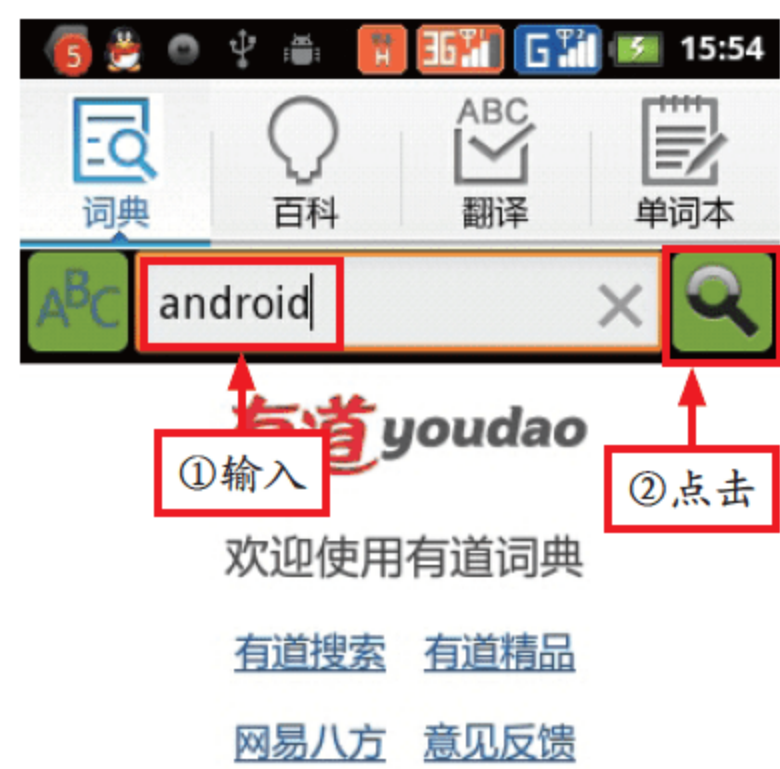 5 H 3G 1 G 2 15:54
ABC
词典 百科 翻译 单词本
ABC android
有道 youdao
①输入 ②点击
欢迎使用有道词典
有道搜索 有道精品
网易八方 意见反馈